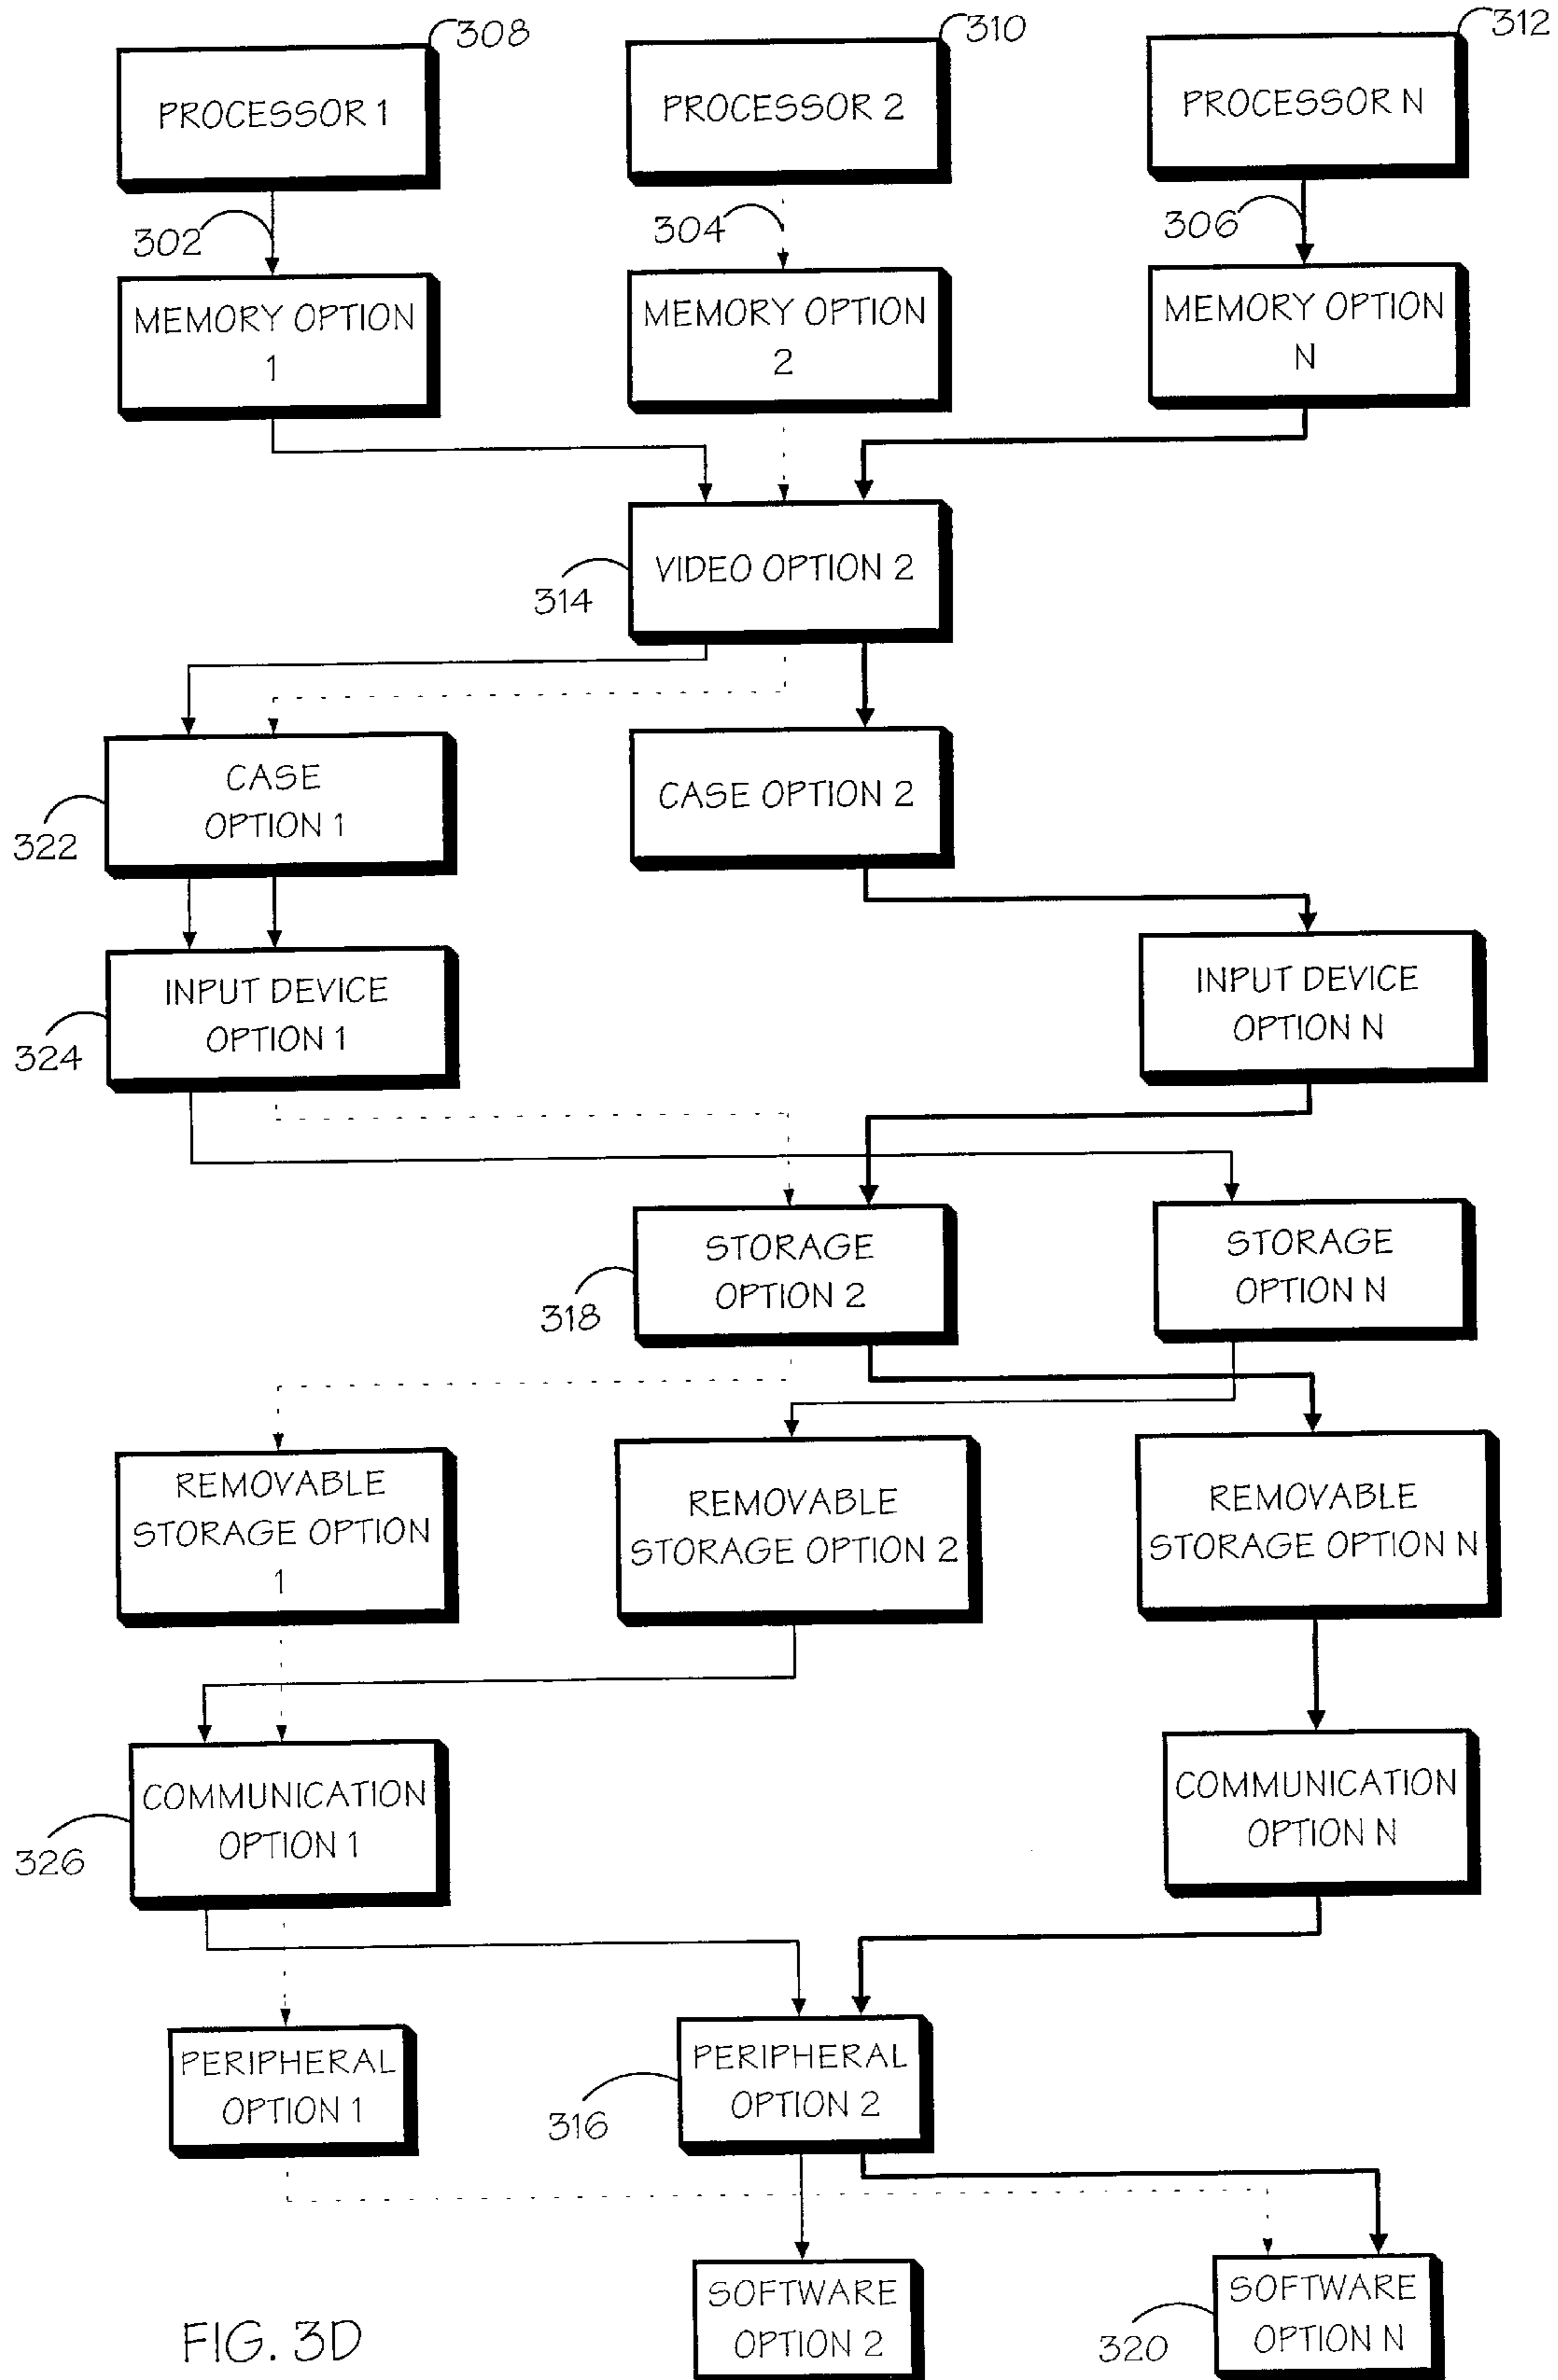 308
310
312
PROCESSOR 1
PROCESSOR 2
PROCESSOR N
302
304
306
MEMORY OPTION
1
MEMORY OPTION
2
MEMORY OPTION
N
VIDEO OPTION 2
314
CASE
OPTION 1
322
CASE OPTION 2
INPUT DEVICE
OPTION 1
324
INPUT DEVICE
OPTION N
STORAGE
OPTION 2
318
STORAGE
OPTION N
REMOVABLE
STORAGE OPTION
1
REMOVABLE
STORAGE OPTION 2
REMOVABLE
STORAGE OPTION N
COMMUNICATION
OPTION 1
326
COMMUNICATION
OPTION N
PERIPHERAL
OPTION 1
PERIPHERAL
OPTION 2
316
SOFTWARE
OPTION 2
SOFTWARE
OPTION N
320
FIG. 3D